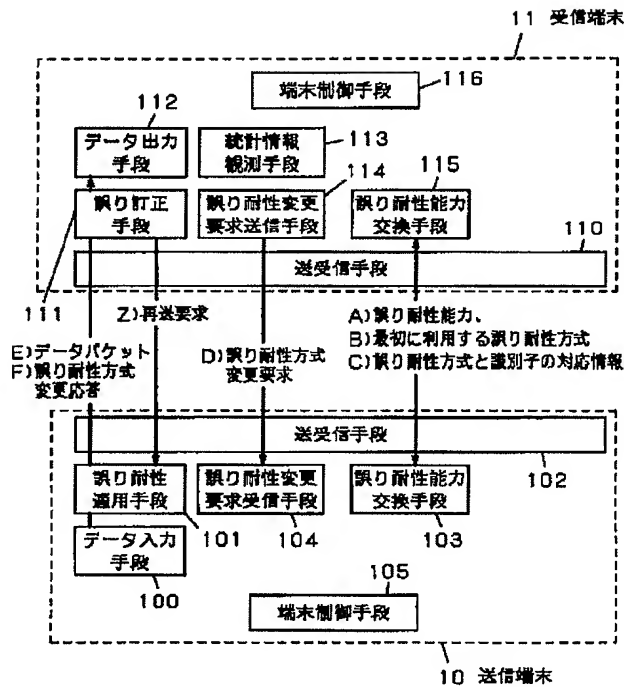 11 受信端末
116
端末制御手段
112
113
データ出力
手段
統計情報
観測手段
114
115
誤り訂正
手段
誤り耐性変更
要求送信手段
誤り耐性能力
交換手段
110
送受信手段
111
Z)再送要求
A)誤り耐性能力、
B)最初に利用する誤り耐性方式
C)誤り耐性方式と識別子の対応情報
E)データパケット
F)誤り耐性方式
変更応答
D)誤り耐性方式
変更要求
送受信手段
102
誤り耐性
適用手段
誤り耐性変更
要求受信手段
誤り耐性能力
交換手段
データ入力
手段
101
104
103
100
105
端末制御手段
10 送信端末